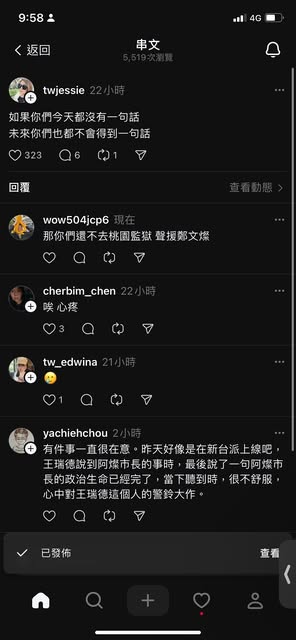 9:58
4G
返回
串文
5,519次瀏覽
twjessie 22小時
如果你們今天都沒有一句話
未來你們也都不會得到一句話
323 6 1
回覆 查看動態
wow504jcp6 現在
那你們還不去桃園監獄 聲援鄭文燦
cherbim_chen 22小時
唉 心疼
3
tw_edwina 21小時
🥲
1
yachiehchou 2小時
有件事一直很在意。昨天好像是在新台派上線吧，
王瑞德說到阿燦市長的事時，最後說了一句阿燦市
長的政治生命已經完了，當下聽到時，很不舒服，
心中對王瑞德這個人的警鈴大作。
已發佈 查看